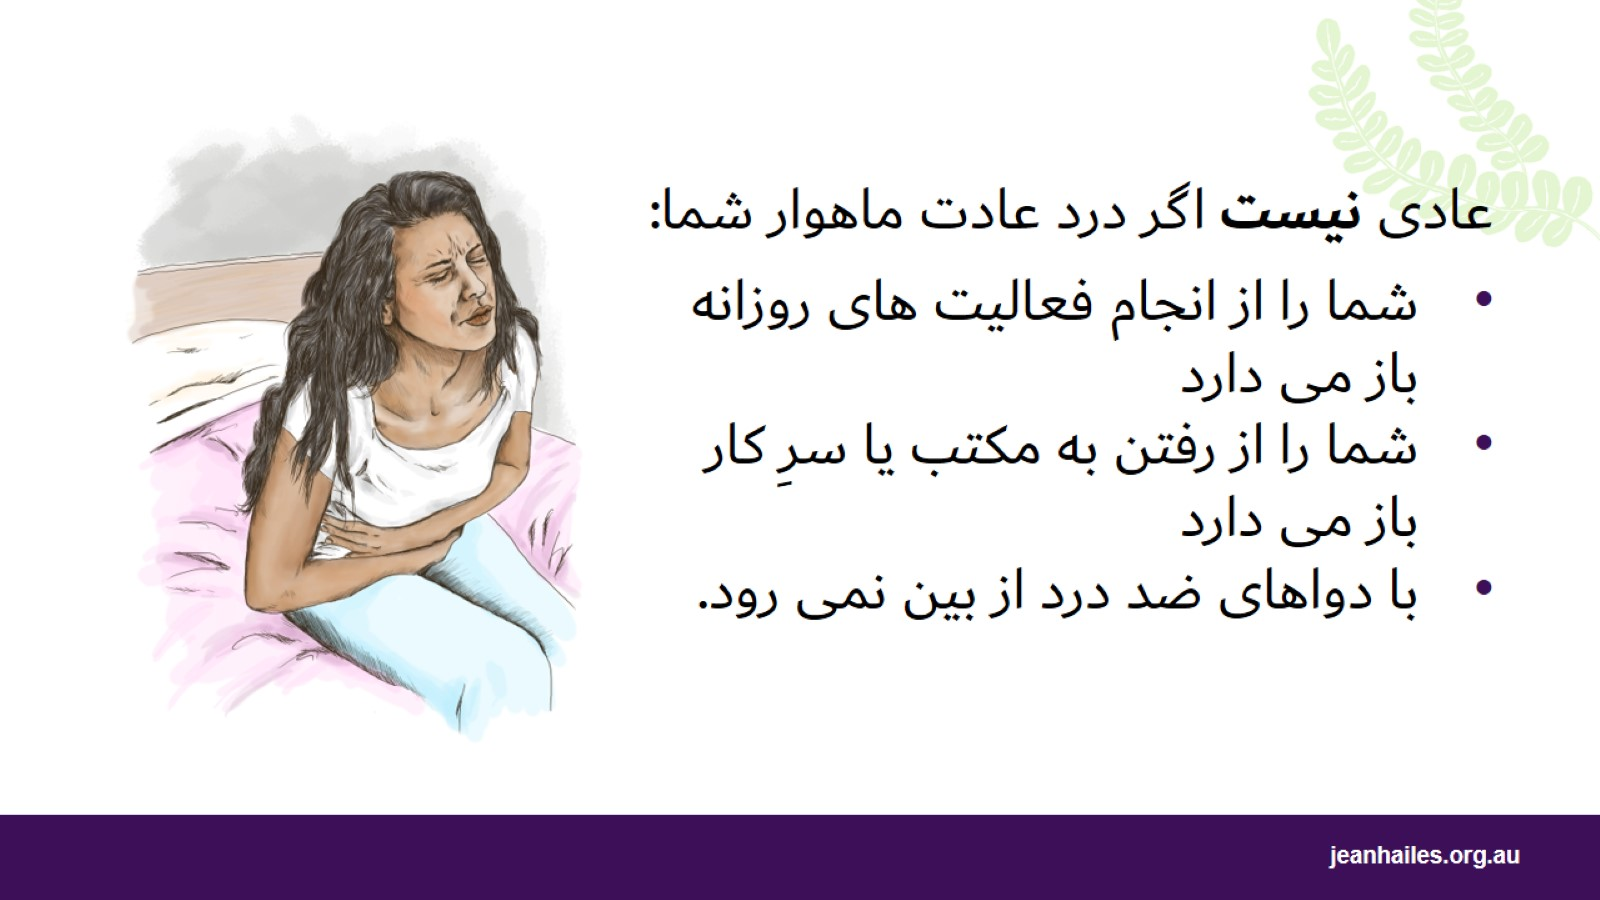 عادی نیست اگر درد عادت ماهوار شما:
• شما را از انجام فعالیت های روزانه
باز می دارد
• شما را از رفتن به مکتب یا سرِ کار
باز می دارد
• با دواهای ضد درد از بین نمی رود.
jeanhailes.org.au